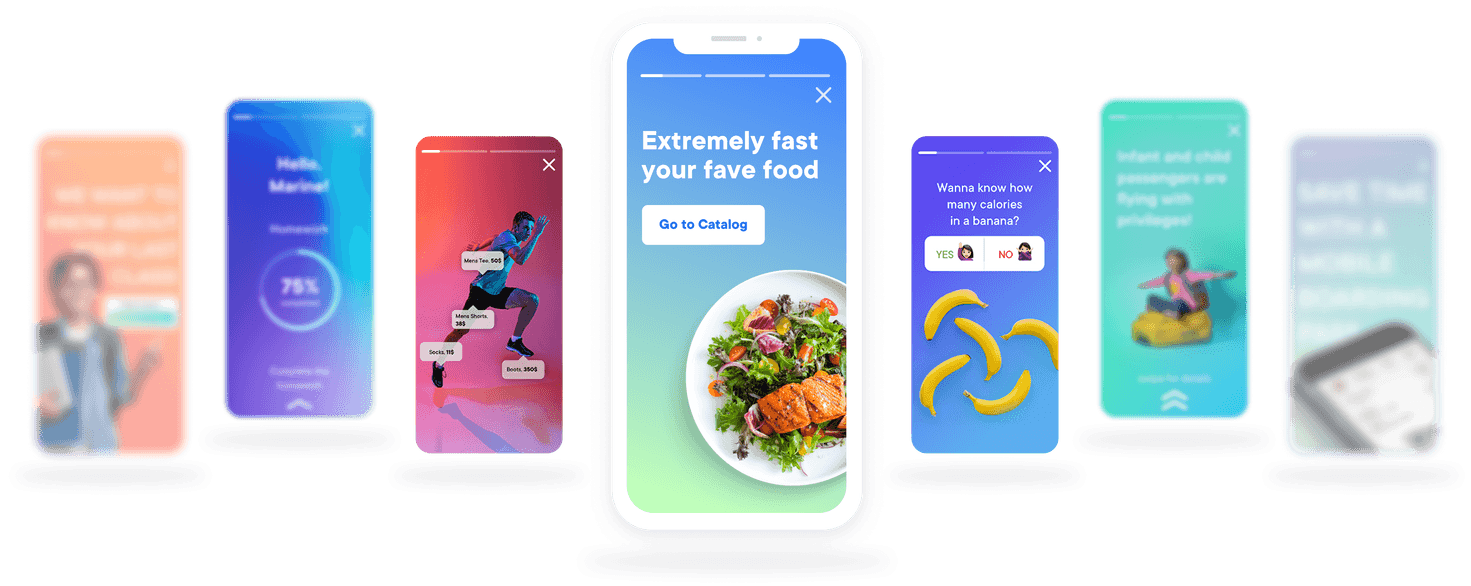 WE WANT TO
KNOW ABOUT
YOUR LAST
CLASS!
Hello,
Marine!
Homework
75%
completed
Complete the
homework
Mens Tee, 50$
Mens Shorts,
38$
Socks, 11$
Boots, 350$
Extremely fast
your fave food
Go to Catalog
Wanna know how
many calories
in a banana?
YES
NO
Infant and child
passengers are
flying with
privileges!
swipe for details
SAVE TIME
WITH A
MOBILE
BOARDING